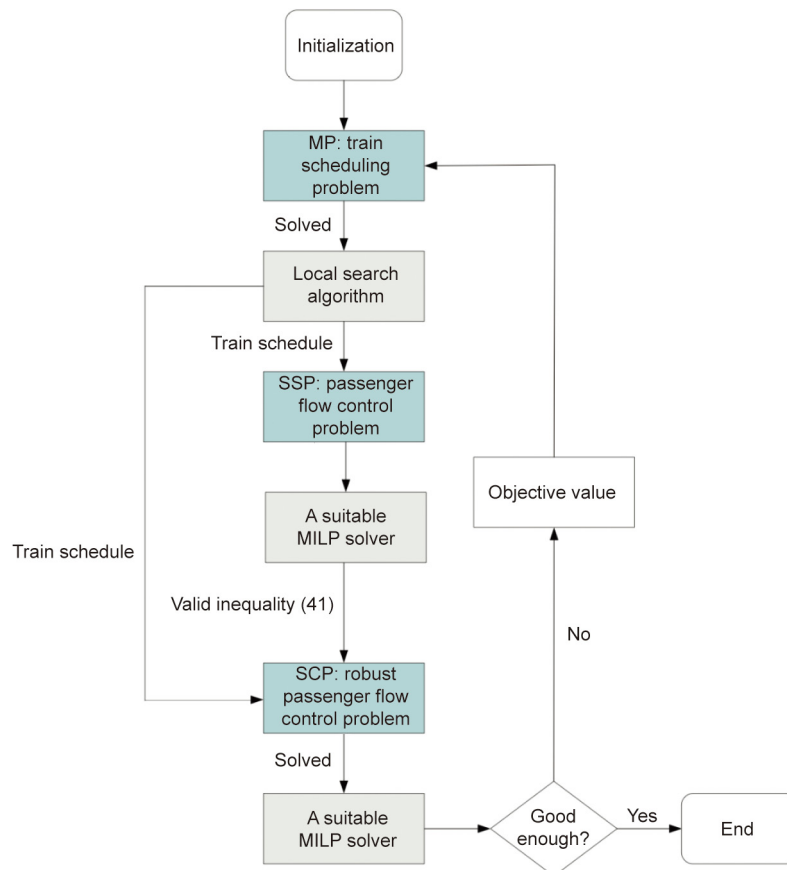 Initialization
MP: train
scheduling
problem
Solved
Local search
algorithm
Train schedule
SSP: passenger
flow control
problem
Objective value
A suitable
MILP solver
Train schedule
Valid inequality (41)
No
SCP: robust
passenger flow
control problem
Solved
A suitable
MILP solver
Good
enough?
Yes
End